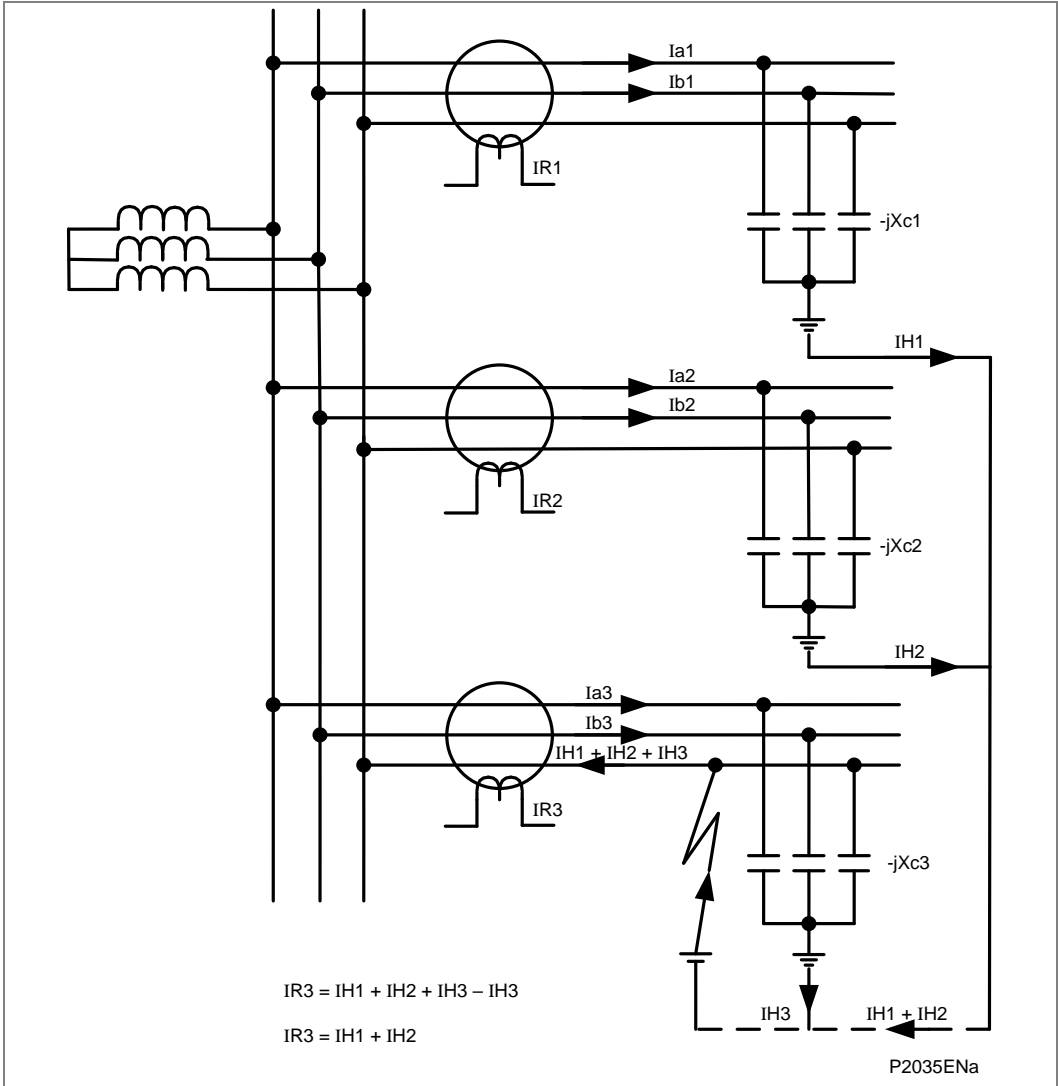 Ia1
Ib1
IR1
-jXc1
IH1
Ia2
Ib2
IR2
-jXc2
IH2
Ia3
Ib3
IH1 + IH2 + IH3
IR3
-jXc3
IR3 = IH1 + IH2 + IH3 – IH3
IH3
IH1 + IH2
IR3 = IH1 + IH2
P2035ENa